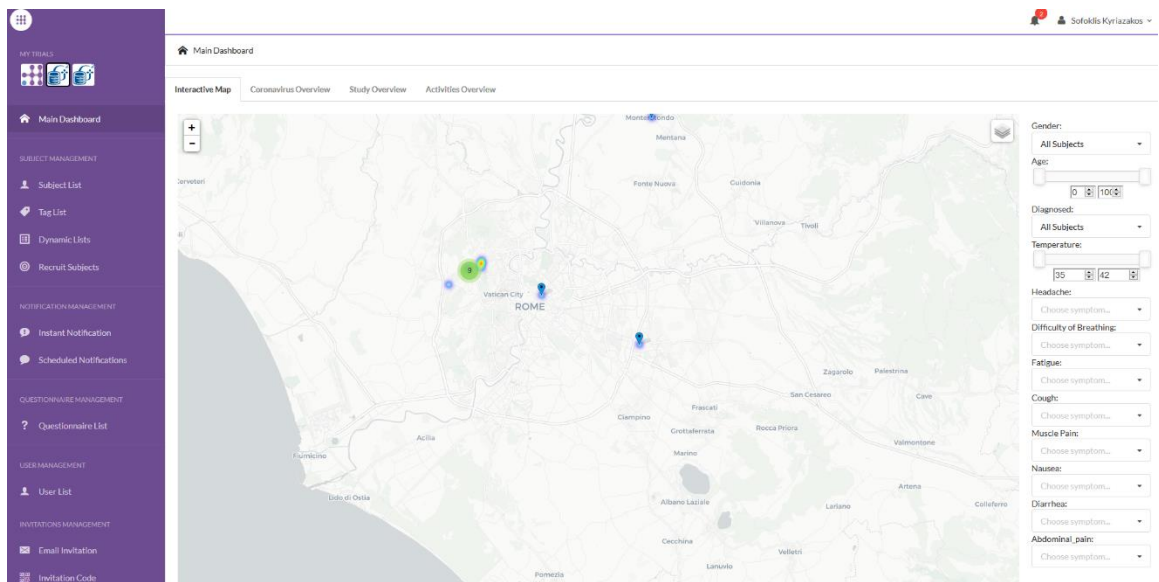 2
Sofoklis Kyriazakos
MY TRIALS
Main Dashboard
Main Dashboard
SUBJECT MANAGEMENT
Subject List
Tag List
Dynamic Lists
Recruit Subjects
NOTIFICATION MANAGEMENT
Instant Notification
Scheduled Notifications
QUESTIONNAIRE MANAGEMENT
Questionnaire List
USER MANAGEMENT
User List
INVITATIONS MANAGEMENT
Email Invitation
Invitation Code
Interactive Map
Coronavirus Overview
Study Overview
Activities Overview
+
−
Mentana
Cerveteri
Fonte Nuova
Guidonia
Villanova
Tivoli
9
Vatican City
ROME
Zagarolo
Palestrina
San Cesareo
Cave
Frascati
Ciampino
Grottaferrata
Rocca Priora
Acilia
Marino
Valmontone
Fiumicino
Artena
Lido di Ostia
Albano Laziale
Lariano
Colleferro
Cecchina
Velletri
Lanuvio
Pomezia
Gender:
All Subjects
Age:
0
100
Diagnosed:
All Subjects
Temperature:
35
42
Headache:
Choose symptom...
Difficulty of Breathing:
Choose symptom...
Fatigue:
Choose symptom...
Cough:
Choose symptom...
Muscle Pain:
Choose symptom...
Nausea:
Choose symptom...
Diarrhea:
Choose symptom...
Abdominal_pain:
Choose symptom...